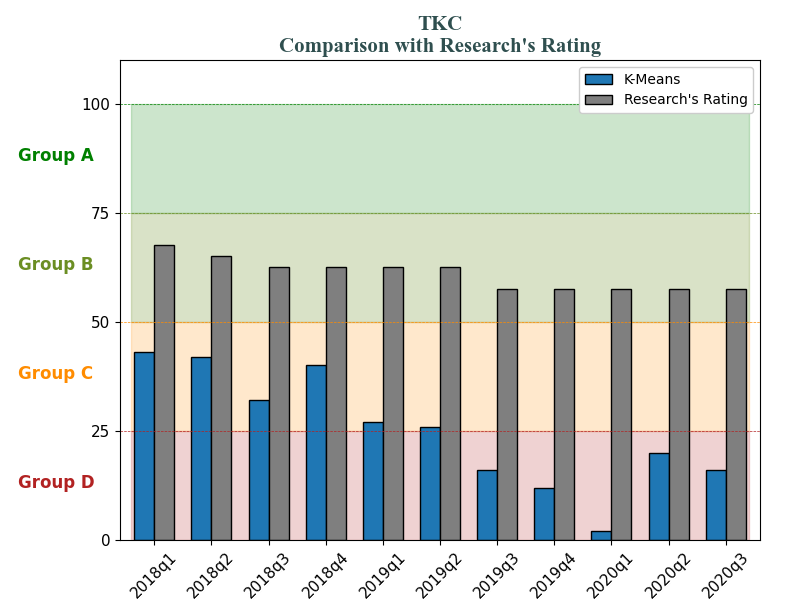 TKC
Comparison with Research's Rating
K-Means
Research's Rating
100
Group A
75
Group B
50
Group C
25
Group D
0
2018q1
2018q2
2018q3
2018q4
2019q1
2019q2
2019q3
2019q4
2020q1
2020q2
2020q3